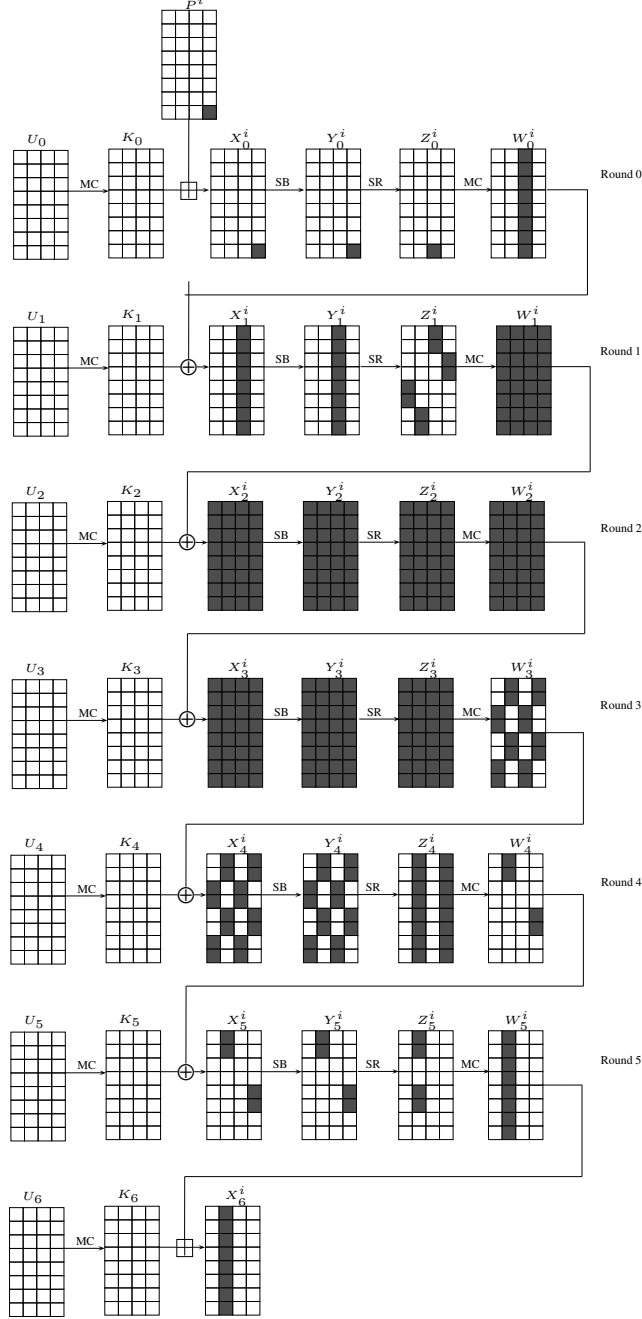 P^i
U_0 K_0 X_0^i Y_0^i Z_0^i W_0^i
Round 0
MC SB SR MC
U_1 K_1 X_1^i Y_1^i Z_1^i W_1^i
MC SB SR MC Round 1
U_2 K_2 X_2^i Y_2^i Z_2^i W_2^i
Round 2
MC SB SR MC
U_3 K_3 X_3^i Y_3^i Z_3^i W_3^i
Round 3
MC SB SR MC
U_4 K_4 X_4^i Y_4^i Z_4^i W_4^i
Round 4
MC SB SR MC
U_5 K_5 X_5^i Y_5^i Z_5^i W_5^i
Round 5
MC SB SR MC
U_6 K_6 X_6^i
MC